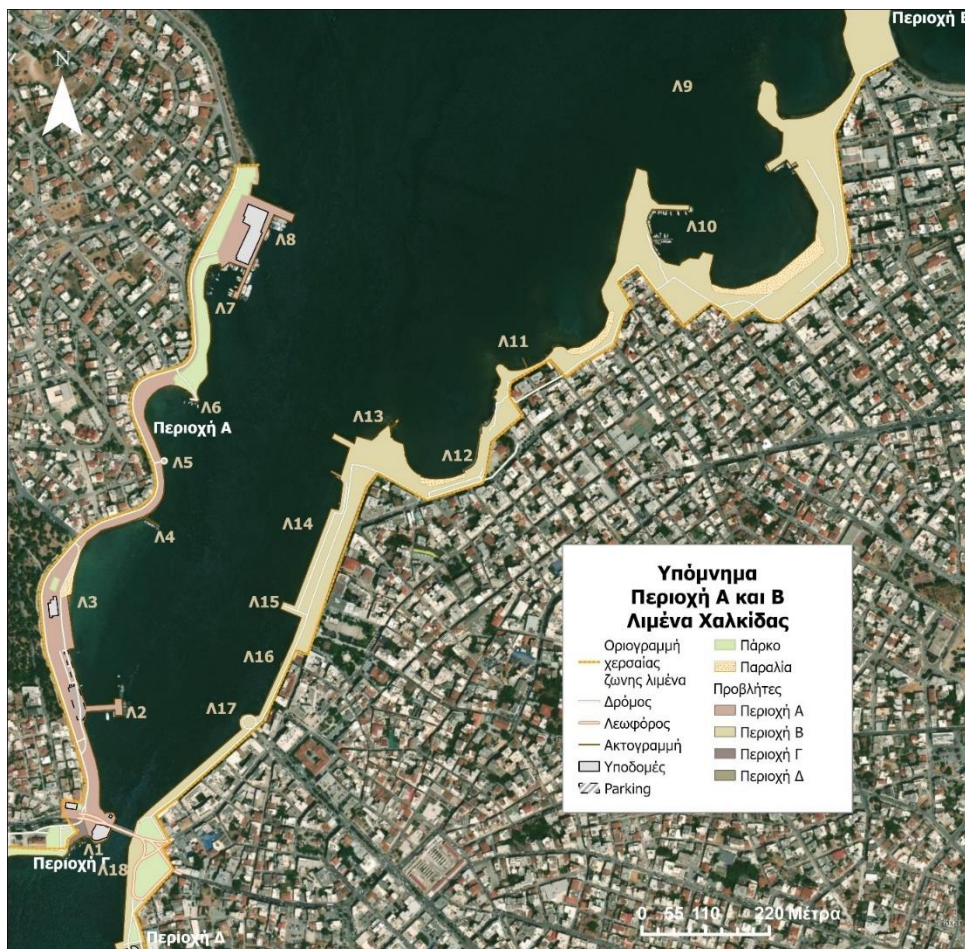 Περιοχή Β
Λ9
N
Λ10
Λ8
Λ7
Λ11
Λ6
Περιοχή Α
Λ13
Λ5
Λ12
Λ14
Λ4
Λ3
Λ15
Λ16
Λ2
Λ17
Λ1
Περιοχή Γ
Λ18
Περιοχή Δ
Υπόμνημα
Περιοχή Α και Β
Λιμένα Χαλκίδας
Οριογραμμή
χερσαίας
ζωνης λιμένα
Δρόμος
Λεωφόρος
Ακτογραμμή
Υποδομές
Parking
Πάρκο
Παραλία
Προβλήτες
Περιοχή Α
Περιοχή Β
Περιοχή Γ
Περιοχή Δ
0 55 110 220 Μέτρα